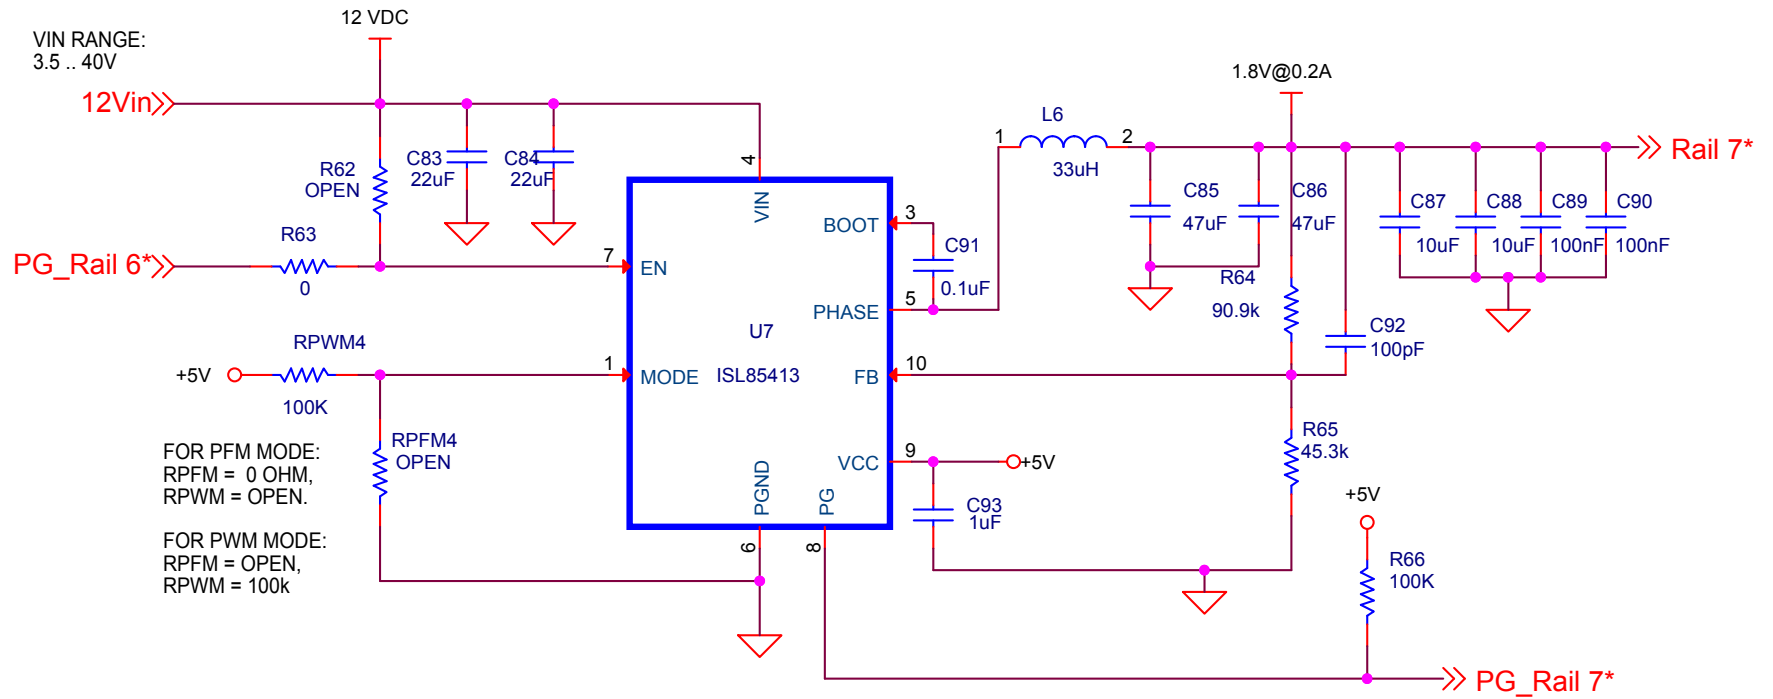 12 VDC
VIN RANGE:
3.5 .. 40V
12Vin
1.8V@0.2A
L6
1
2
33uH
Rail 7*
R62
OPEN
C83
22uF
C84
22uF
4
VIN
C85
47uF
C86
47uF
C87
10uF
C88
10uF
C89
100nF
C90
100nF
BOOT
3
C91
0.1uF
R63
0
PG_Rail 6*
7
EN
PHASE
5
R64
90.9k
C92
100pF
U7
ISL85413
RPWM4
+5V
100K
1
MODE
FB
10
RPFM4
OPEN
R65
45.3k
FOR PFM MODE:
RPFM =  0 OHM,
RPWM = OPEN.
VCC
9
+5V
C93
1uF
PGND
PG
6
8
+5V
FOR PWM MODE:
RPFM = OPEN,
RPWM = 100k
R66
100K
PG_Rail 7*